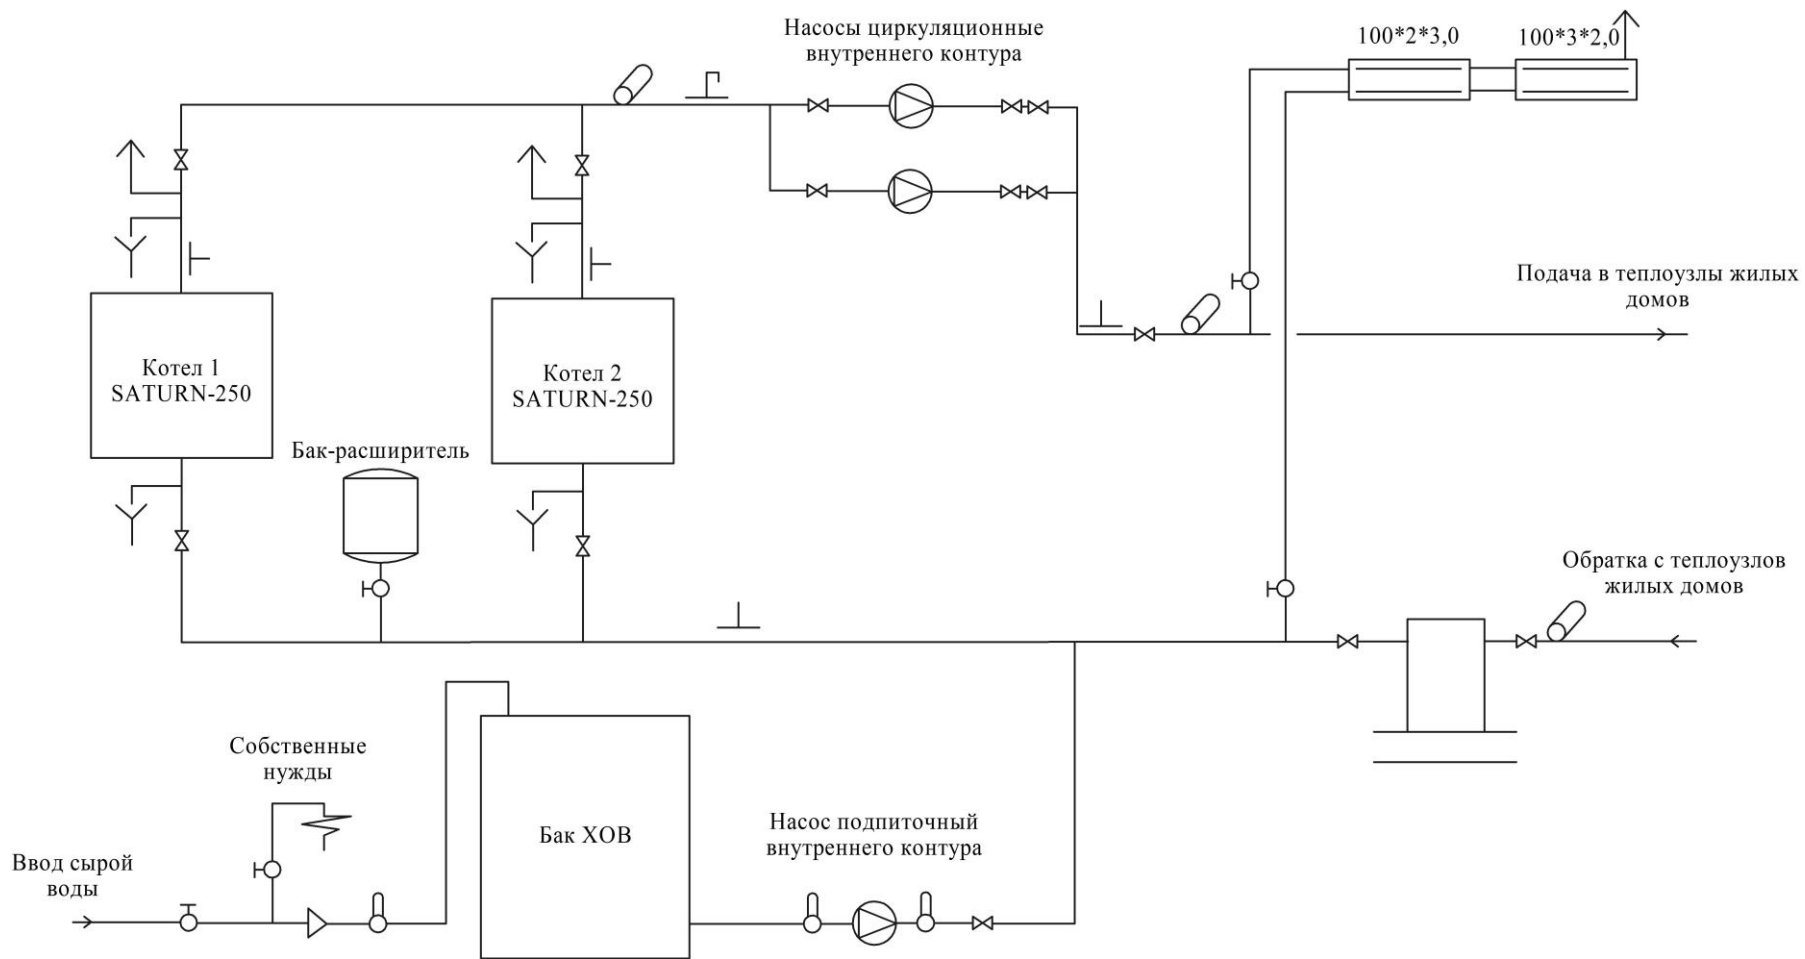 Насосы циркуляционные
внутреннего контура
100*2*3,0
100*3*2,0
Подача в теплоузлы жилых
домов
Котел 1
SATURN-250
Котел 2
SATURN-250
Бак-расширитель
Обратка с теплоузлов
жилых домов
Собственные
нужды
Бак ХОВ
Насос подпиточный
внутреннего контура
Ввод сырой
воды